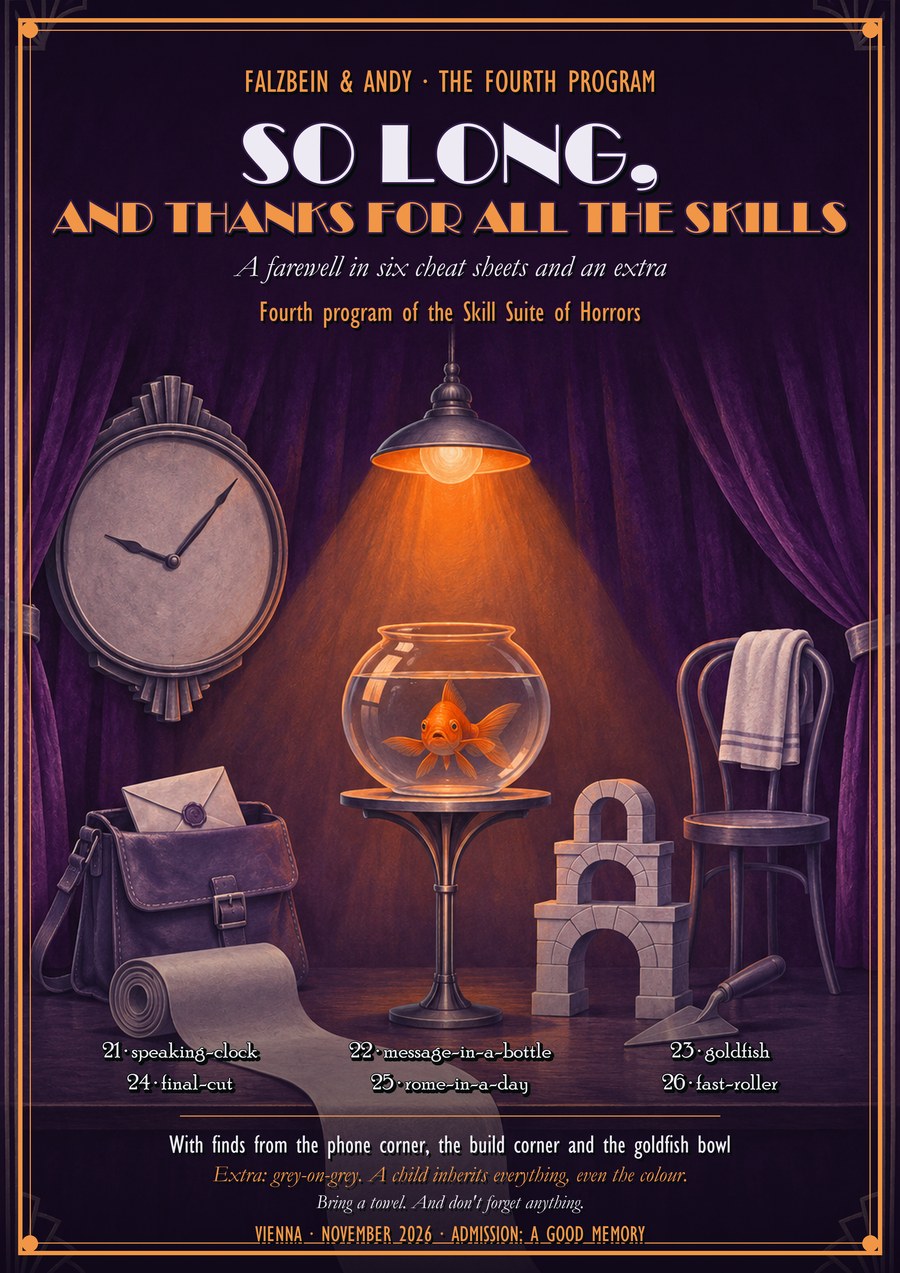 FALZBEIN & ANDY · THE FOURTH PROGRAM
SO LONG,
AND THANKS FOR ALL THE SKILLS
A farewell in six cheat sheets and an extra
Fourth program of the Skill Suite of Horrors
21 · speaking-clock 22 · message-in-a-bottle 23 · goldfish
24 · final-cut 25 · rome-in-a-day 26 · fast-roller
With finds from the phone corner, the build corner and the goldfish bowl
Extra: grey-on-grey. A child inherits everything, even the colour.
Bring a towel. And don't forget anything.
VIENNA · NOVEMBER 2026 · ADMISSION: A GOOD MEMORY